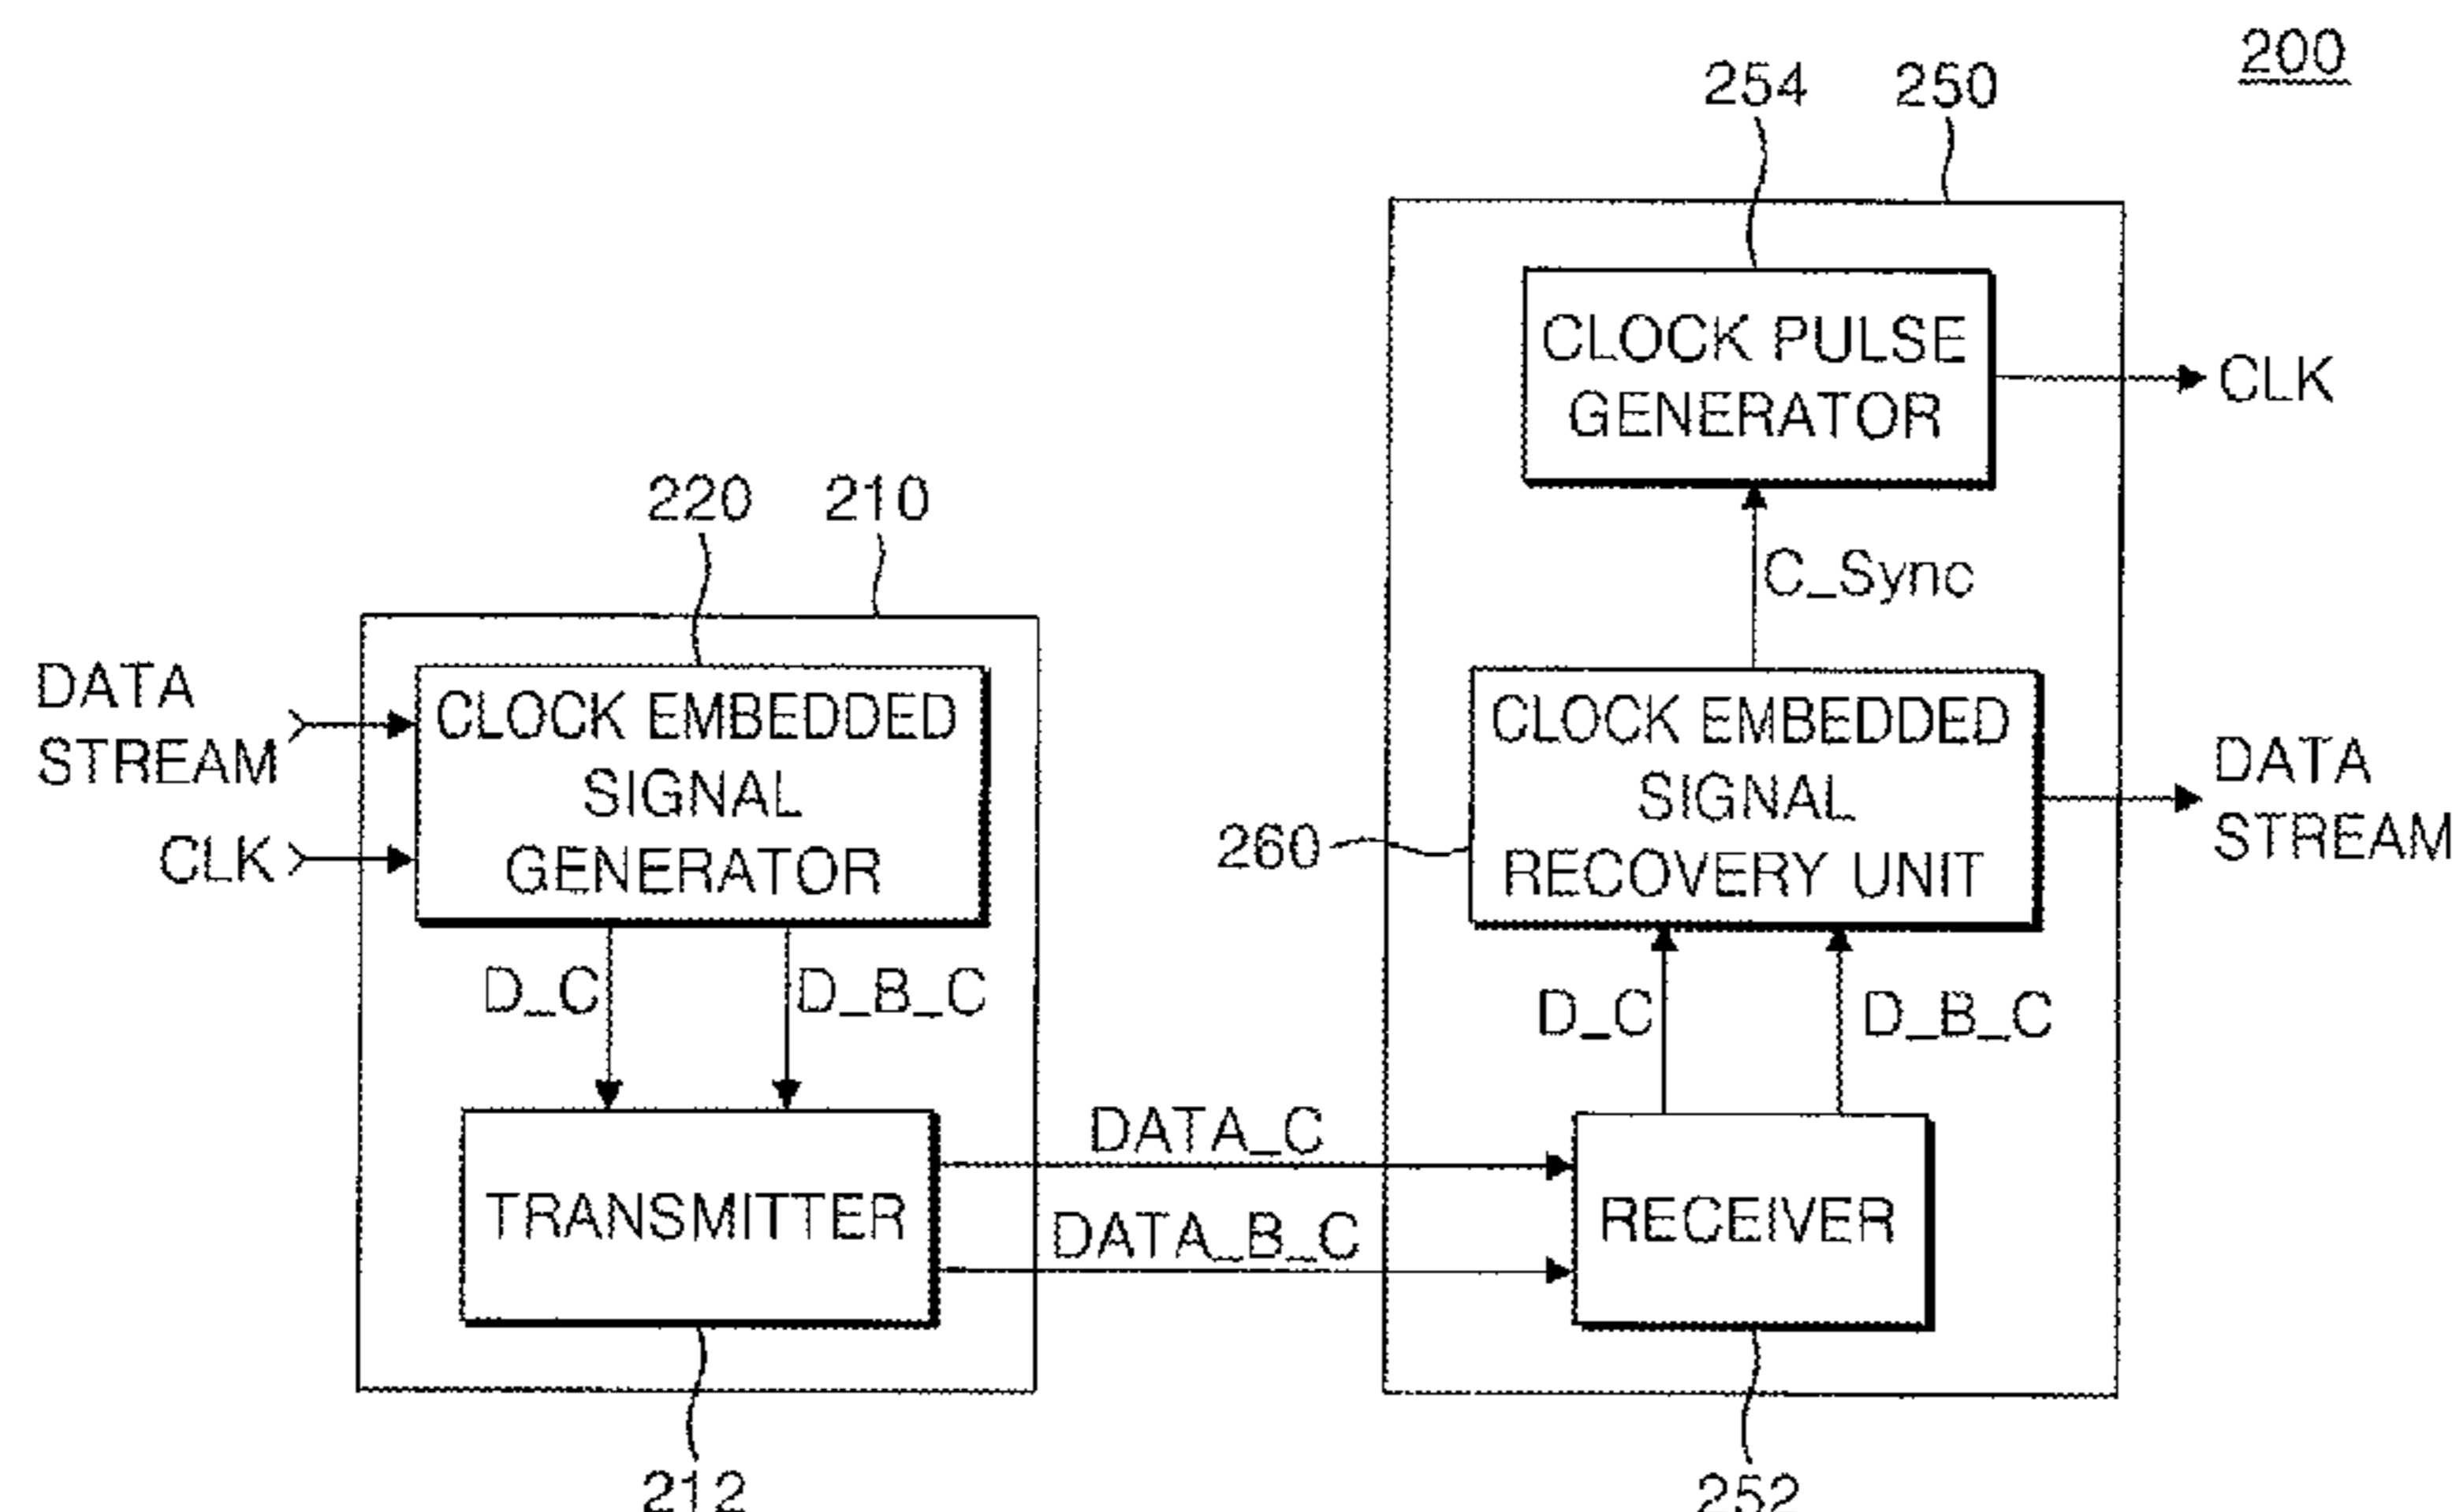 200
254 250
CLOCK PULSE
GENERATOR
CLK
220 210
C_Sync
DATA
STREAM
CLK
CLOCK EMBEDDED
SIGNAL
GENERATOR
CLOCK EMBEDDED
SIGNAL
RECOVERY UNIT
260
DATA
STREAM
D_C D_B_C
D_C D_B_C
TRANSMITTER
DATA_C
DATA_B_C
RECEIVER
212
252